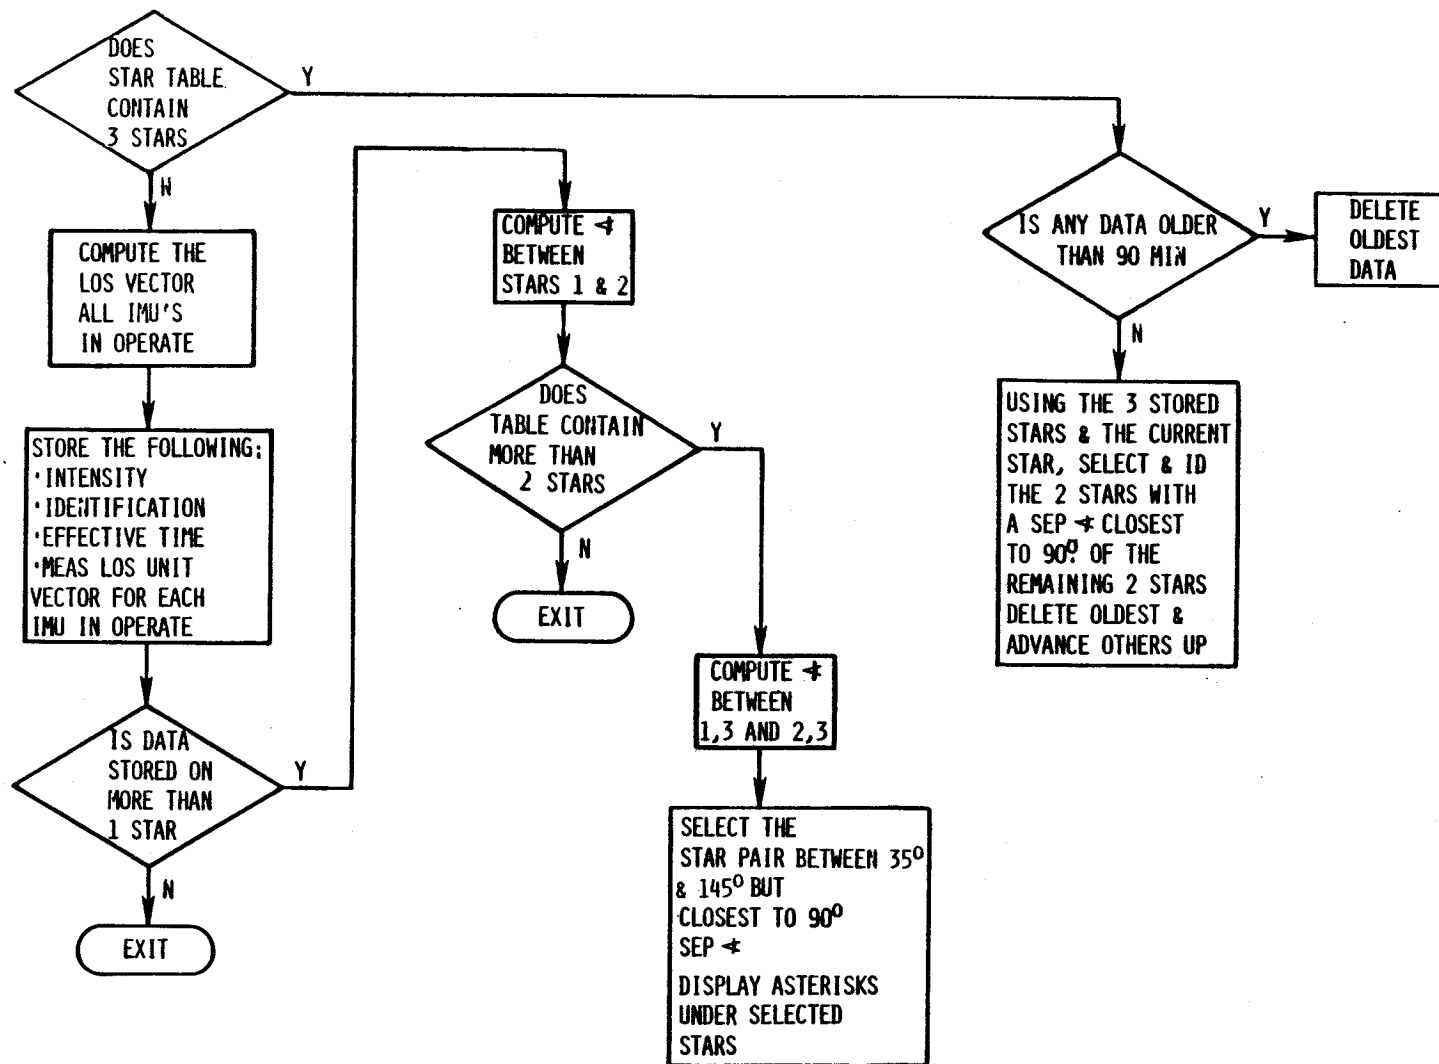 DOES
STAR TABLE
CONTAIN
3 STARS
Y
N
COMPUTE THE
LOS VECTOR
ALL IMU'S
IN OPERATE
STORE THE FOLLOWING:
·INTENSITY
·IDENTIFICATION
·EFFECTIVE TIME
·MEAS LOS UNIT
VECTOR FOR EACH
IMU IN OPERATE
IS DATA
STORED ON
MORE THAN
1 STAR
Y
N
EXIT
COMPUTE ∢
BETWEEN
STARS 1 & 2
DOES
TABLE CONTAIN
MORE THAN
2 STARS
Y
N
EXIT
COMPUTE ∢
BETWEEN
1,3 AND 2,3
SELECT THE
STAR PAIR BETWEEN 35º
& 145º BUT
CLOSEST TO 90º
SEP ∢
DISPLAY ASTERISKS
UNDER SELECTED
STARS
IS ANY DATA OLDER
THAN 90 MIN
Y
N
DELETE
OLDEST
DATA
USING THE 3 STORED
STARS & THE CURRENT
STAR, SELECT & ID
THE 2 STARS WITH
A SEP ∢ CLOSEST
TO 90º. OF THE
REMAINING 2 STARS
DELETE OLDEST &
ADVANCE OTHERS UP